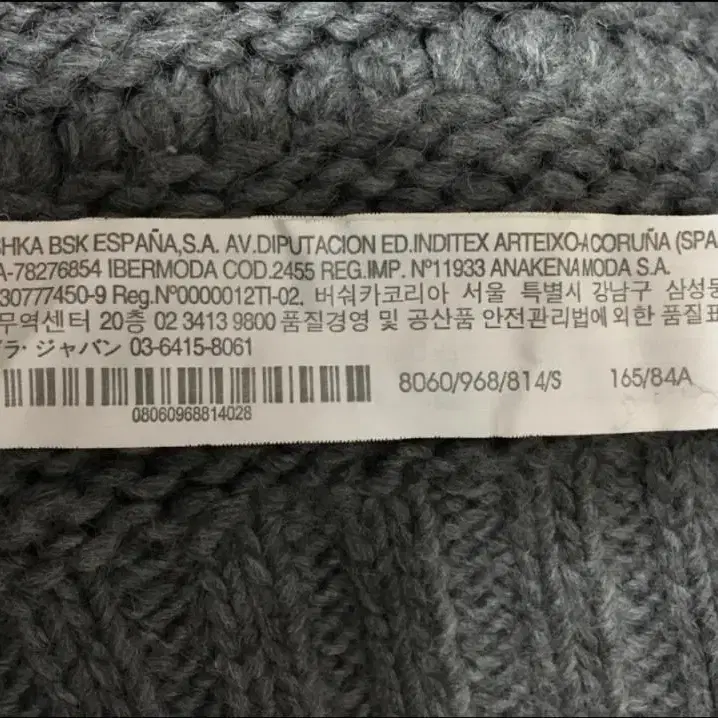 SHKA BSK ESPAÑA,S.A. AV.DIPUTACION ED.INDITEX ARTEIXO-A CORUÑA (SPA
A-78276854 IBERMODA COD.2455 REG.IMP. Nº11933 ANAKENA MODA S.A.
30777450-9 Reg.Nº0000012TI-02. 버쉬카코리아 서울 특별시 강남구 삼성동
무역센터 20층 02 3413 9800 품질경영 및 공산품 안전관리법에 의한 품질표
ラ・ジャパン 03-6415-8061
8060/968/814/S 165/84A
08060968814028